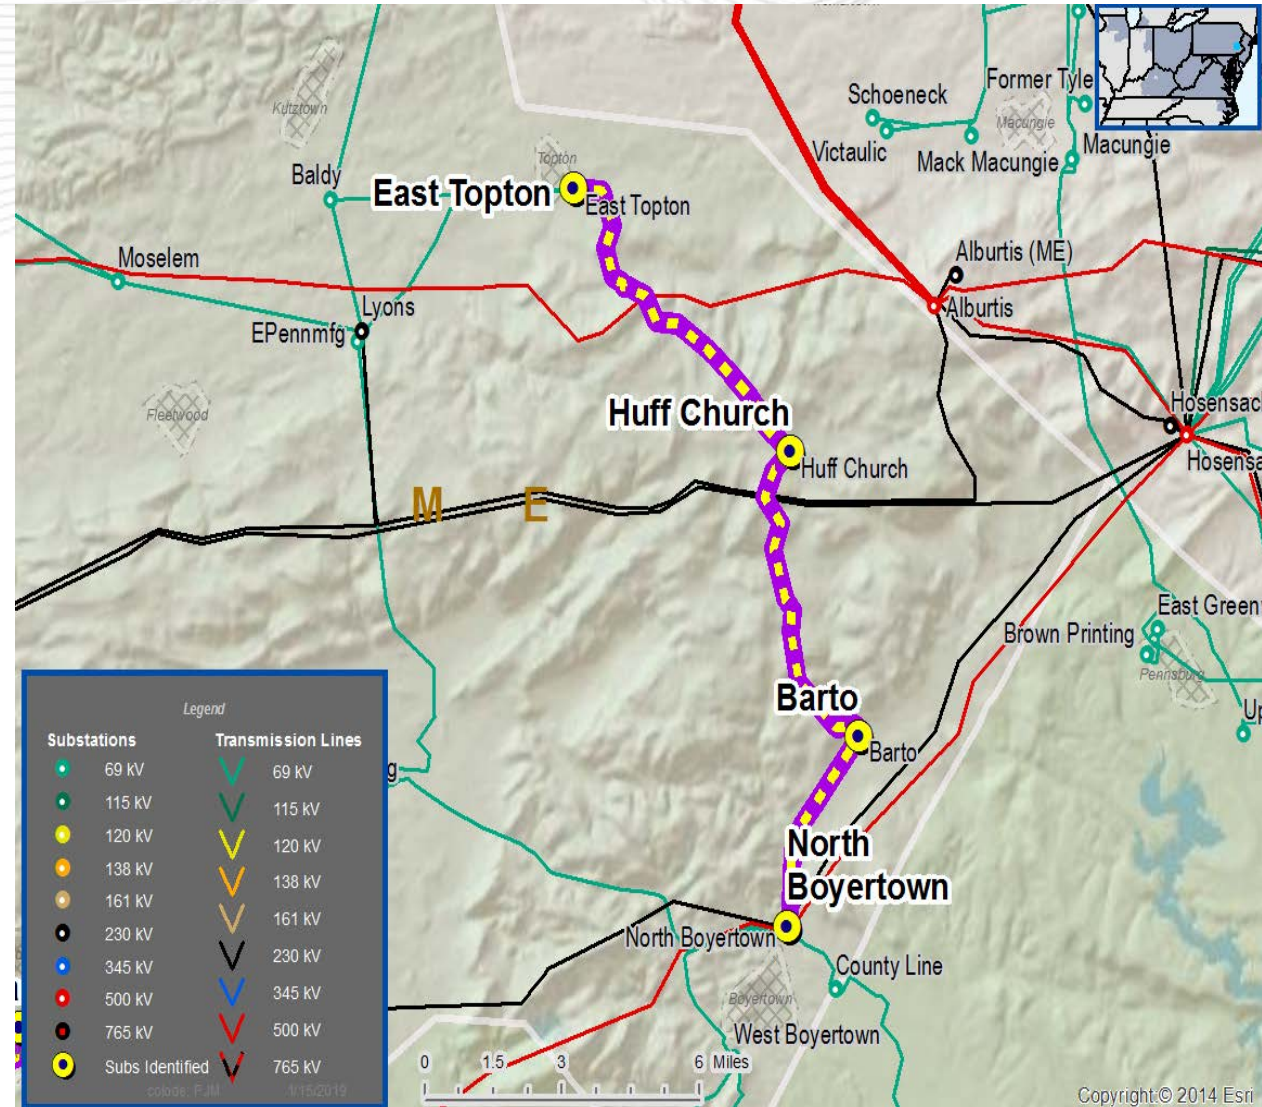 Kutztown
Schoeneck
Former Tyle
Macungie
Victaulic
Mack Macungie
Macungie
Topton
Baldy
East Topton
East Topton
Moselem
Alburtis (ME)
Lyons
EPennmfg
Alburtis
Fleetwood
Huff Church
Huff Church
Hosensac
Hosensa
M E
East Green
Brown Printing
Pennsburg
Up
Barto
Barto
g
North
Boyertown
North Boyertown
County Line
Boyertown
West Boyertown
Legend
Substations Transmission Lines
69 kV 69 kV
115 kV 115 kV
120 kV 120 kV
138 kV 138 kV
161 kV 161 kV
230 kV 230 kV
345 kV 345 kV
500 kV 500 kV
765 kV 765 kV
Subs Identified
PJM 4/15/2019
0 1.5 3 6 Miles
Copyright:© 2014 Esri